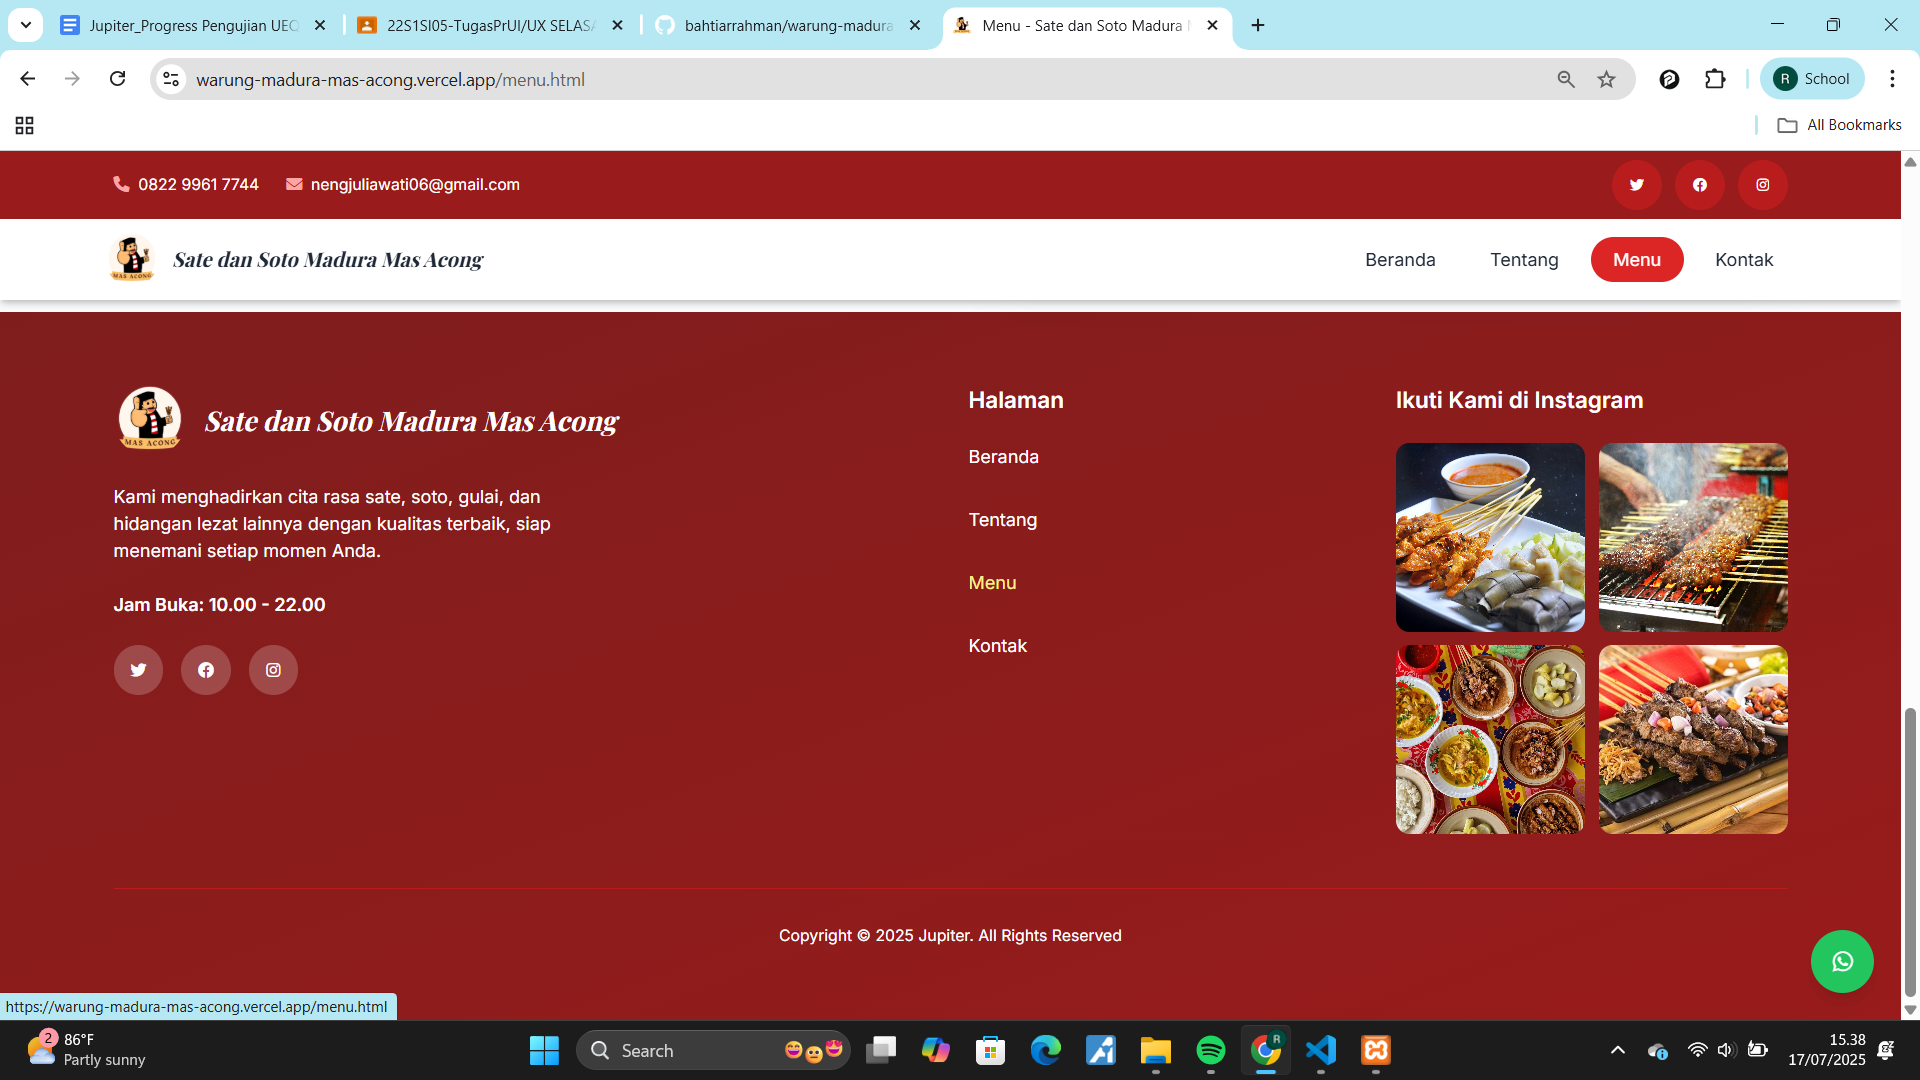 Jupiter_Progress Pengujian UEQ
22S1SI05-TugasPrUI/UX SELASA
bahtiarrahman/warung-madura
Menu - Sate dan Soto Madura M
warung-madura-mas-acong.vercel.app/menu.html
R
School
All Bookmarks
0822 9961 7744
nengjuliawati06@gmail.com
MAS ACONG
Sate dan Soto Madura Mas Acong
Beranda
Tentang
Menu
Kontak
MAS ACONG
Sate dan Soto Madura Mas Acong
Kami menghadirkan cita rasa sate, soto, gulai, dan
hidangan lezat lainnya dengan kualitas terbaik, siap
menemani setiap momen Anda.
Jam Buka: 10.00 - 22.00
Halaman
Beranda
Tentang
Menu
Kontak
Ikuti Kami di Instagram
Copyright © 2025 Jupiter. All Rights Reserved
https://warung-madura-mas-acong.vercel.app/menu.html
2
86°F
Partly sunny
Search
R
15.38
17/07/2025